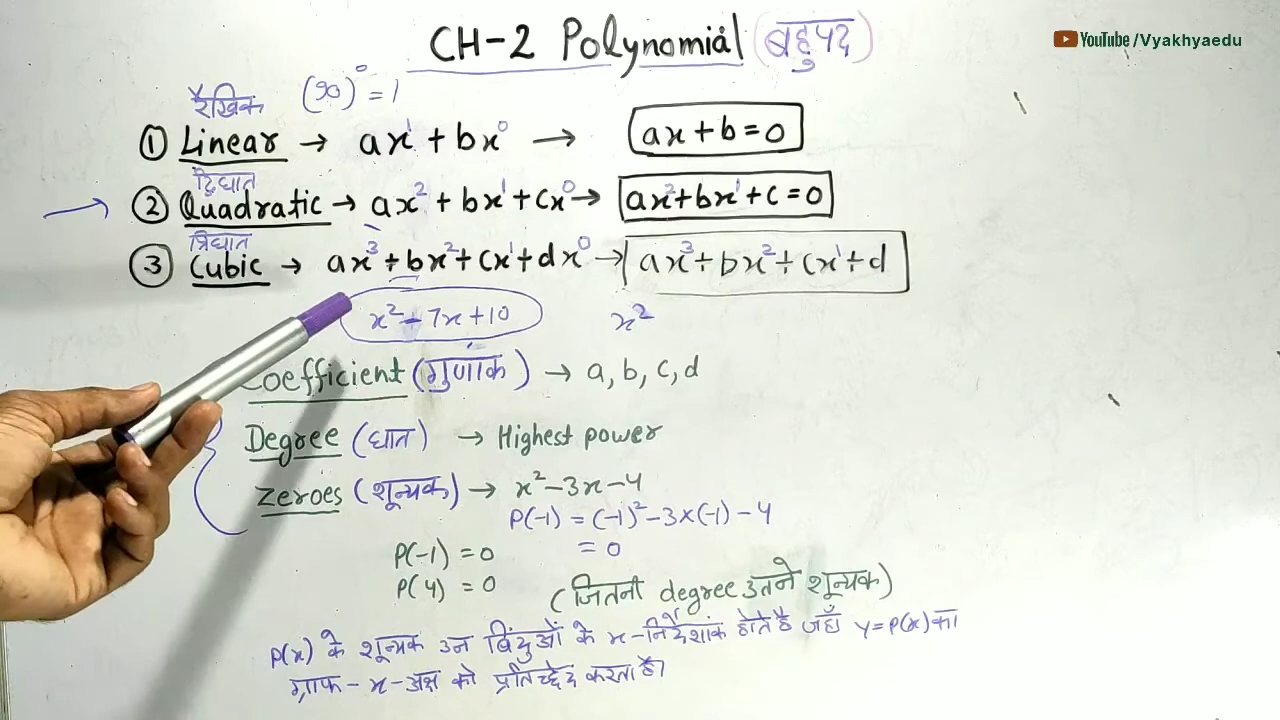 CH-2 Polynomial (बहुपद)
YouTube/Vyakhyaedu
रैखिक (90)⁰ = 1
① Linear → ax¹ + bx⁰ → ax + b = 0
द्विघात
② Quadratic → ax² + bx¹ + cx⁰ → ax² + bx¹ + c = 0
त्रिघात
③ Cubic → ax³ + bx² + cx¹ + dx⁰ → ax³ + bx² + cx¹ + d
x² - 7x + 10 x²
Coefficient (गुणांक) → a, b, c, d
Degree (घात) → Highest power
Zeroes (शून्यक) → x² - 3x - 4
P(-1) = (-1)² - 3×(-1) - 4
P(-1) = 0 = 0
P(4) = 0
(जितनी degree उतने शून्यक)
P(x) के शून्यक उन बिंदुओं के x-निर्देशांक होते है जहाँ y = P(x) का
ग्राफ - x - अक्ष को प्रतिच्छेद करता है।